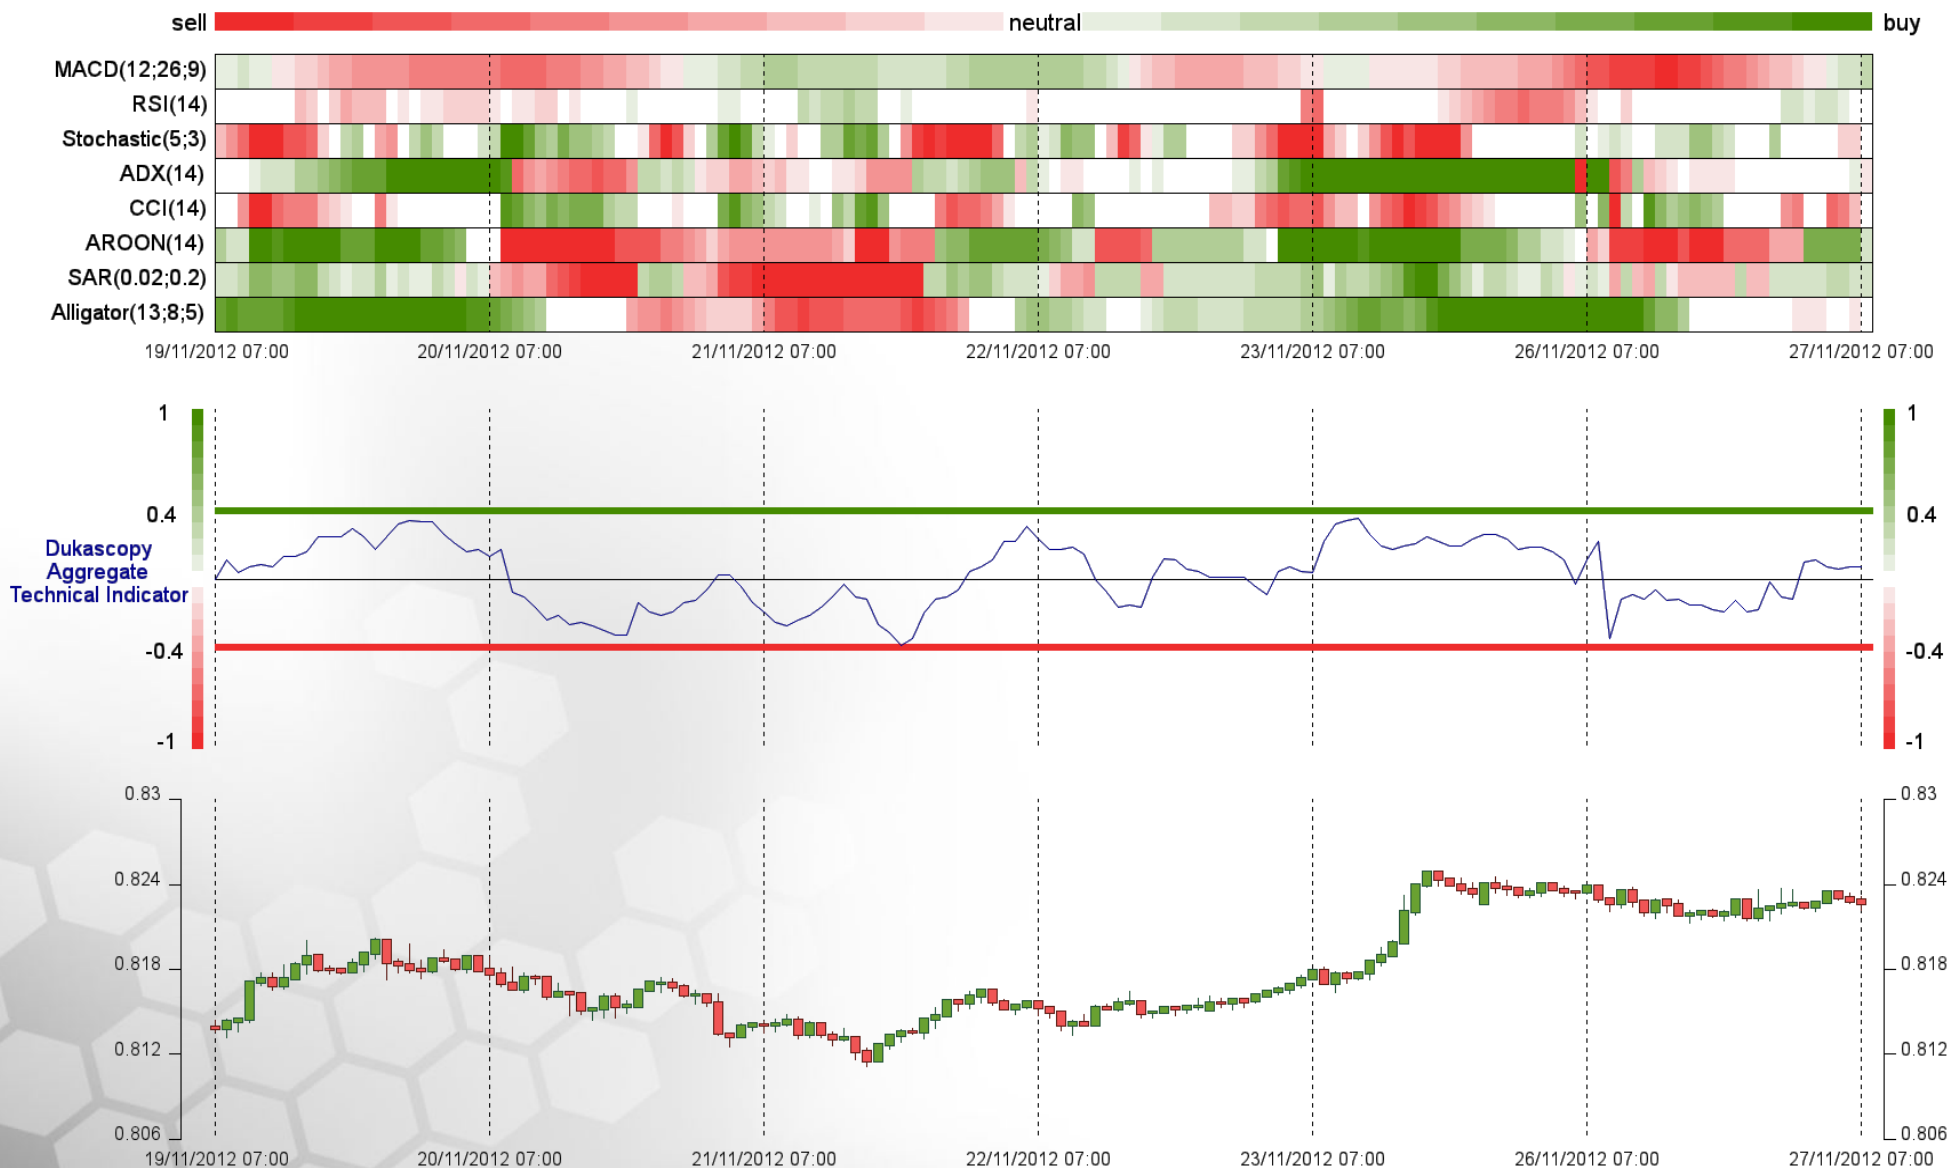 sell neutral buy
MACD(12;26;9)
RSI(14)
Stochastic(5;3)
ADX(14)
CCI(14)
AROON(14)
SAR(0.02;0.2)
Alligator(13;8;5)
19/11/2012 07:00 20/11/2012 07:00 21/11/2012 07:00 22/11/2012 07:00 23/11/2012 07:00 26/11/2012 07:00 27/11/2012 07:00
1 1
0.4 0.4
Dukascopy
Aggregate
Technical Indicator
-0.4 -0.4
-1 -1
0.83 0.83
0.824 0.824
0.818 0.818
0.812 0.812
0.806 0.806
19/11/2012 07:00 20/11/2012 07:00 21/11/2012 07:00 22/11/2012 07:00 23/11/2012 07:00 26/11/2012 07:00 27/11/2012 07:00